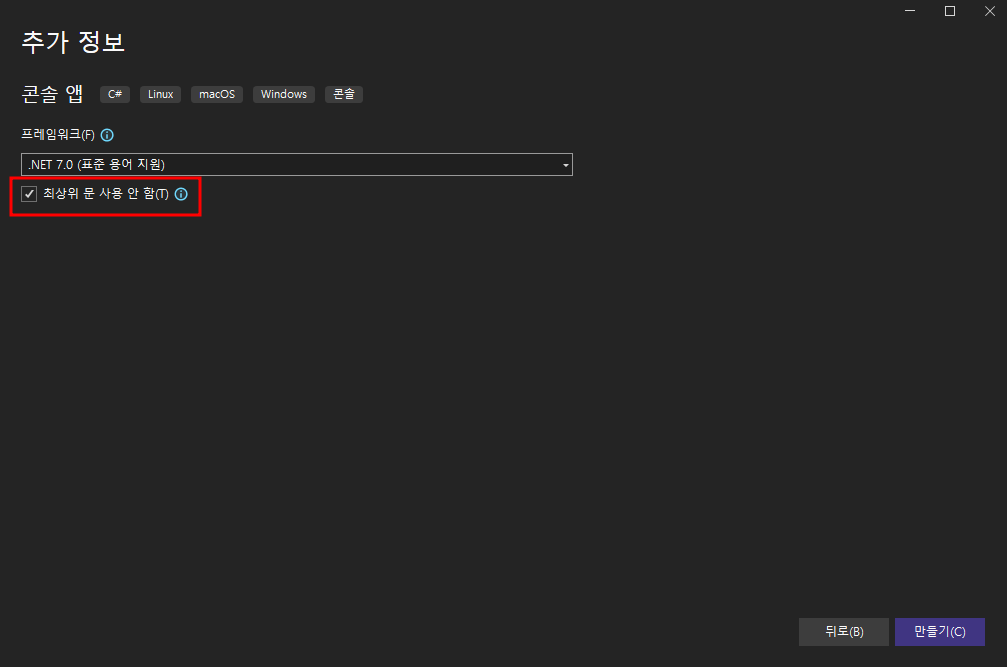 추가 정보
콘솔 앱 C# Linux macOS Windows 콘솔
프레임워크(F)
.NET 7.0 (표준 용어 지원)
최상위 문 사용 안 함(T)
뒤로(B) 만들기(C)